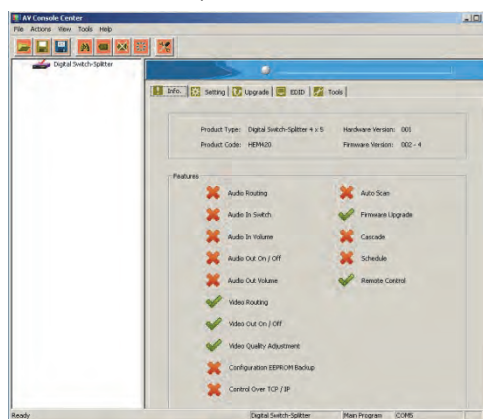 AV Console Center
File Actions View Tools Help
Digital Switch-Splitter
Info. Setting Upgrade EDID Tools
Product Type: Digital Switch-Splitter 4 x 5 Hardware Version: 001
Product Code: HEM420 Firmware Version: 002 - 4
Features
Audio Routing Auto Scan
Audio In Switch Firmware Upgrade
Audio In Volume Cascade
Audio Out On / Off Schedule
Audio Out Volume Remote Control
Video Routing
Video Out On / Off
Video Quality Adjustment
Configuration EEPROM Backup
Control Over TCP / IP
Ready Digital Switch-Splitter Main Program COM5